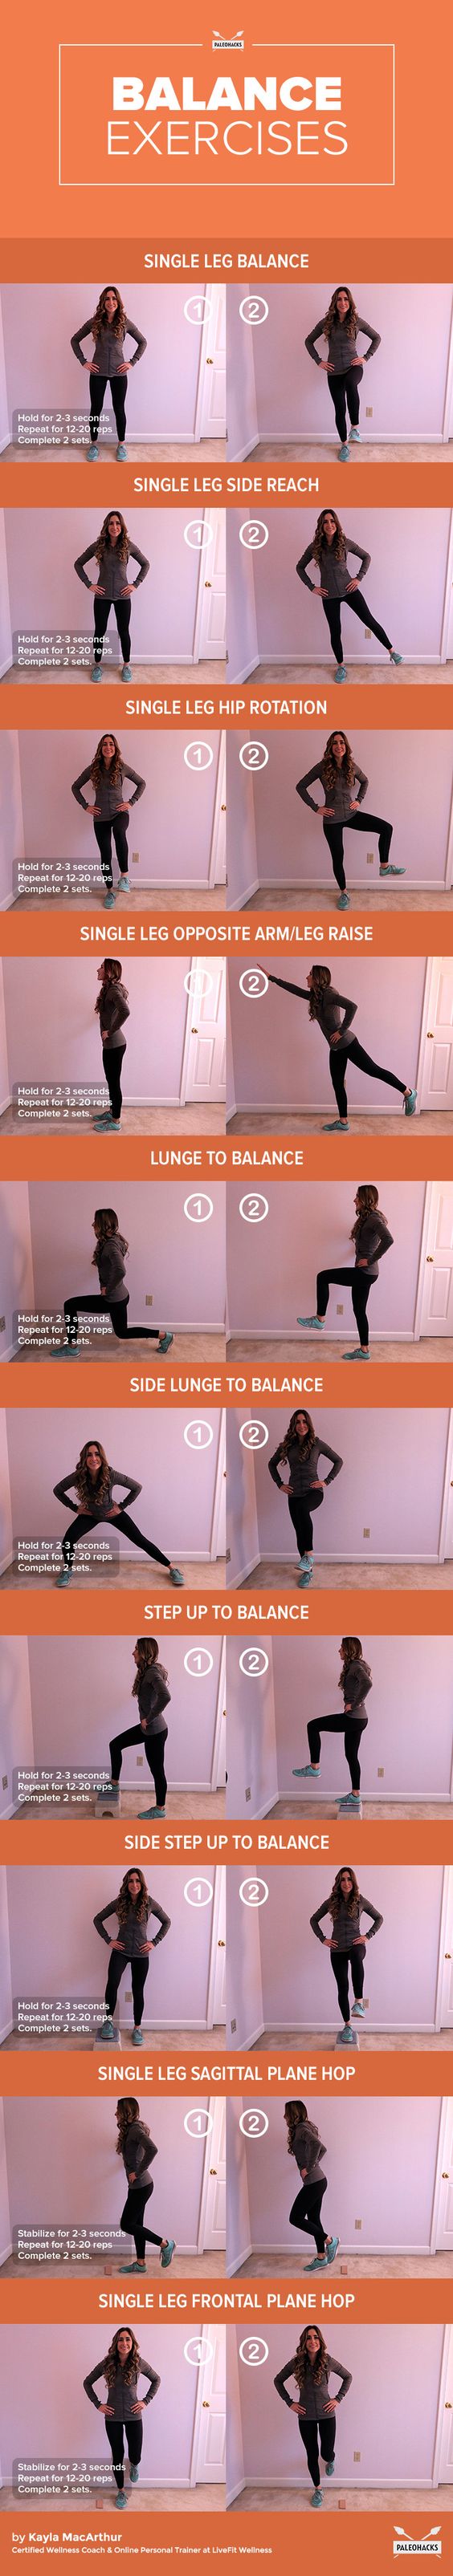 PALEOHACKS
BALANCE
EXERCISES
SINGLE LEG BALANCE
1
2
Hold for 2-3 seconds
Repeat for 12-20 reps
Complete 2 sets.
SINGLE LEG SIDE REACH
1
2
Hold for 2-3 seconds
Repeat for 12-20 reps
Complete 2 sets.
SINGLE LEG HIP ROTATION
1
2
Hold for 2-3 seconds
Repeat for 12-20 reps
Complete 2 sets.
SINGLE LEG OPPOSITE ARM/LEG RAISE
1
2
Hold for 2-3 seconds
Repeat for 12-20 reps
Complete 2 sets.
LUNGE TO BALANCE
1
2
Hold for 2-3 seconds
Repeat for 12-20 reps
Complete 2 sets.
SIDE LUNGE TO BALANCE
1
2
Hold for 2-3 seconds
Repeat for 12-20 reps
Complete 2 sets.
STEP UP TO BALANCE
1
2
Hold for 2-3 seconds
Repeat for 12-20 reps
Complete 2 sets.
SIDE STEP UP TO BALANCE
1
2
Hold for 2-3 seconds
Repeat for 12-20 reps
Complete 2 sets.
SINGLE LEG SAGITTAL PLANE HOP
1
2
Stabilize for 2-3 seconds
Repeat for 12-20 reps
Complete 2 sets.
SINGLE LEG FRONTAL PLANE HOP
1
2
Stabilize for 2-3 seconds
Repeat for 12-20 reps
Complete 2 sets.
by Kayla MacArthur
Certified Wellness Coach & Online Personal Trainer at LiveFit Wellness
PALEOHACKS